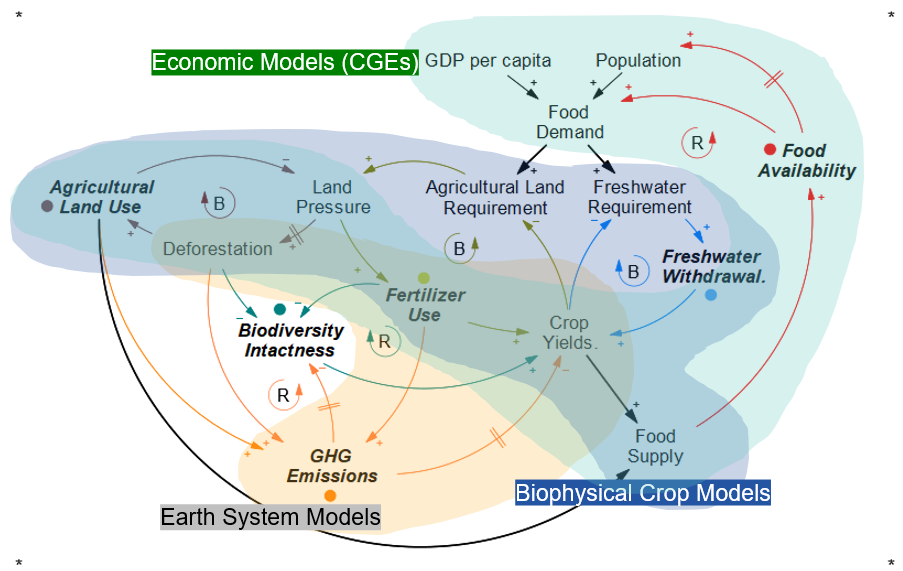 *
*
Economic Models (CGEs)
GDP per capita
Population
+
+
+
+
Food
Demand
R
Food
Availability
+
+
–
+
+
+
Agricultural
Land Use
B
Land
Pressure
Agricultural Land
Requirement
Freshwater
Requirement
+
–
–
+
Deforestation
B
B
Freshwater
Withdrawal.
+
+
Fertilizer
Use
–
–
Biodiversity
Intactness
R
Crop
Yields.
+
+
+
–
–
R
+
Food
Supply
+
+
+
GHG
Emissions
Biophysical Crop Models
Earth System Models
*
*